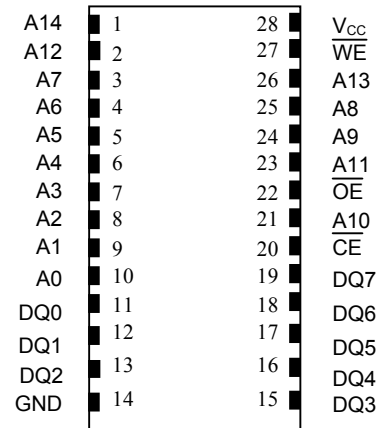 A14 1 28 VCC
A12 2 27 WE
A7 3 26 A13
A6 4 25 A8
A5 5 24 A9
A4 6 23 A11
A3 7 22 OE
A2 8 21 A10
A1 9 20 CE
A0 10 19 DQ7
DQ0 11 18 DQ6
DQ1 12 17 DQ5
DQ2 13 16 DQ4
GND 14 15 DQ3